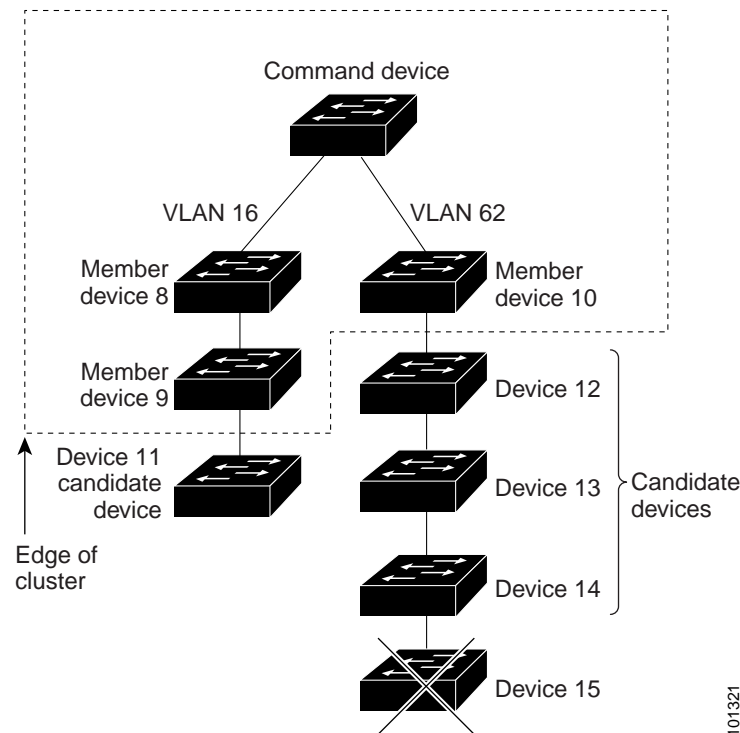 Command device
VLAN 16
VLAN 62
Member
device 8
Member
device 10
Member
device 9
Device 12
Device 11
candidate
device
Device 13
Candidate
devices
Edge of
cluster
Device 14
Device 15
101321